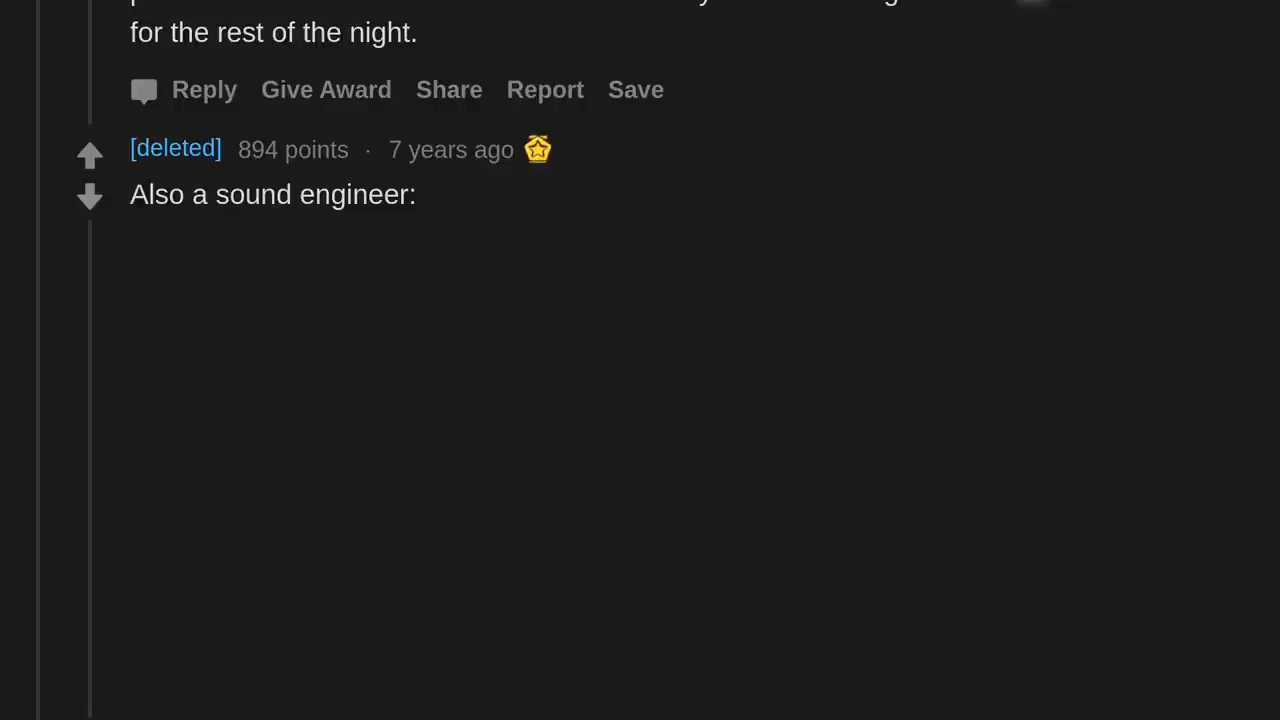 for the rest of the night.
Reply Give Award Share Report Save
[deleted] 894 points · 7 years ago
Also a sound engineer: